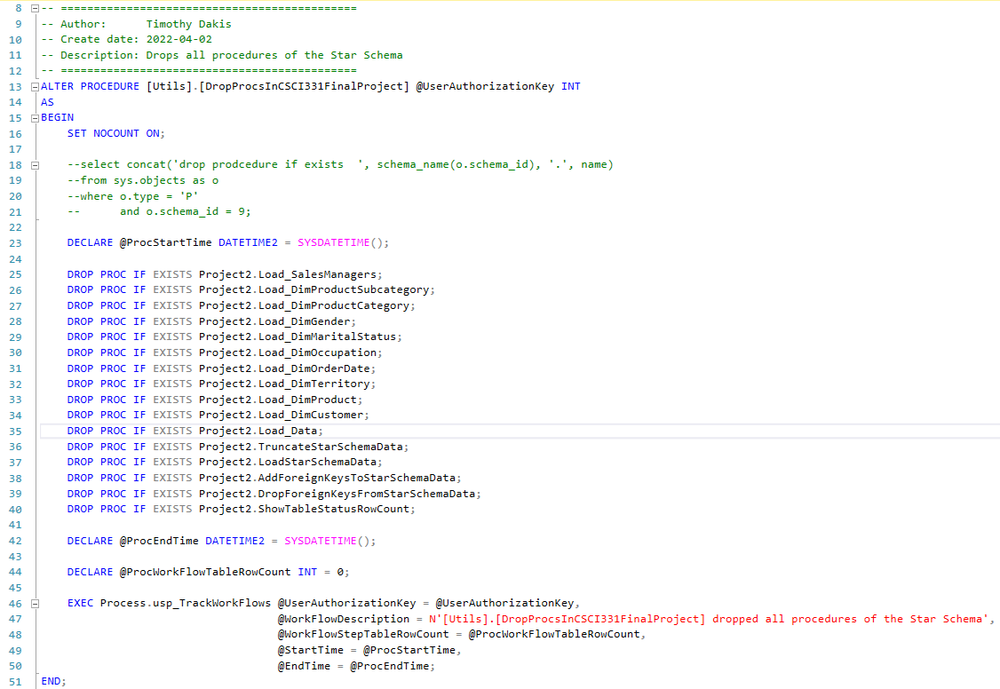 8 -- =============================================
9 -- Author:      Timothy Dakis
10 -- Create date: 2022-04-02
11 -- Description: Drops all procedures of the Star Schema
12 -- =============================================
13 ALTER PROCEDURE [Utils].[DropProcsInCSCI331FinalProject] @UserAuthorizationKey INT
14 AS
15 BEGIN
16     SET NOCOUNT ON;
17
18     --select concat('drop prodcedure if exists  ', schema_name(o.schema_id), '.', name)
19     --from sys.objects as o
20     --where o.type = 'P'
21     --      and o.schema_id = 9;
22
23     DECLARE @ProcStartTime DATETIME2 = SYSDATETIME();
24
25     DROP PROC IF EXISTS Project2.Load_SalesManagers;
26     DROP PROC IF EXISTS Project2.Load_DimProductSubcategory;
27     DROP PROC IF EXISTS Project2.Load_DimProductCategory;
28     DROP PROC IF EXISTS Project2.Load_DimGender;
29     DROP PROC IF EXISTS Project2.Load_DimMaritalStatus;
30     DROP PROC IF EXISTS Project2.Load_DimOccupation;
31     DROP PROC IF EXISTS Project2.Load_DimOrderDate;
32     DROP PROC IF EXISTS Project2.Load_DimTerritory;
33     DROP PROC IF EXISTS Project2.Load_DimProduct;
34     DROP PROC IF EXISTS Project2.Load_DimCustomer;
35     DROP PROC IF EXISTS Project2.Load_Data;
36     DROP PROC IF EXISTS Project2.TruncateStarSchemaData;
37     DROP PROC IF EXISTS Project2.LoadStarSchemaData;
38     DROP PROC IF EXISTS Project2.AddForeignKeysToStarSchemaData;
39     DROP PROC IF EXISTS Project2.DropForeignKeysFromStarSchemaData;
40     DROP PROC IF EXISTS Project2.ShowTableStatusRowCount;
41
42     DECLARE @ProcEndTime DATETIME2 = SYSDATETIME();
43
44     DECLARE @ProcWorkFlowTableRowCount INT = 0;
45
46     EXEC Process.usp_TrackWorkFlows @UserAuthorizationKey = @UserAuthorizationKey,
47                                     @WorkFlowDescription = N'[Utils].[DropProcsInCSCI331FinalProject] dropped all procedures of the Star Schema',
48                                     @WorkFlowStepTableRowCount = @ProcWorkFlowTableRowCount,
49                                     @StartTime = @ProcStartTime,
50                                     @EndTime = @ProcEndTime;
51 END;